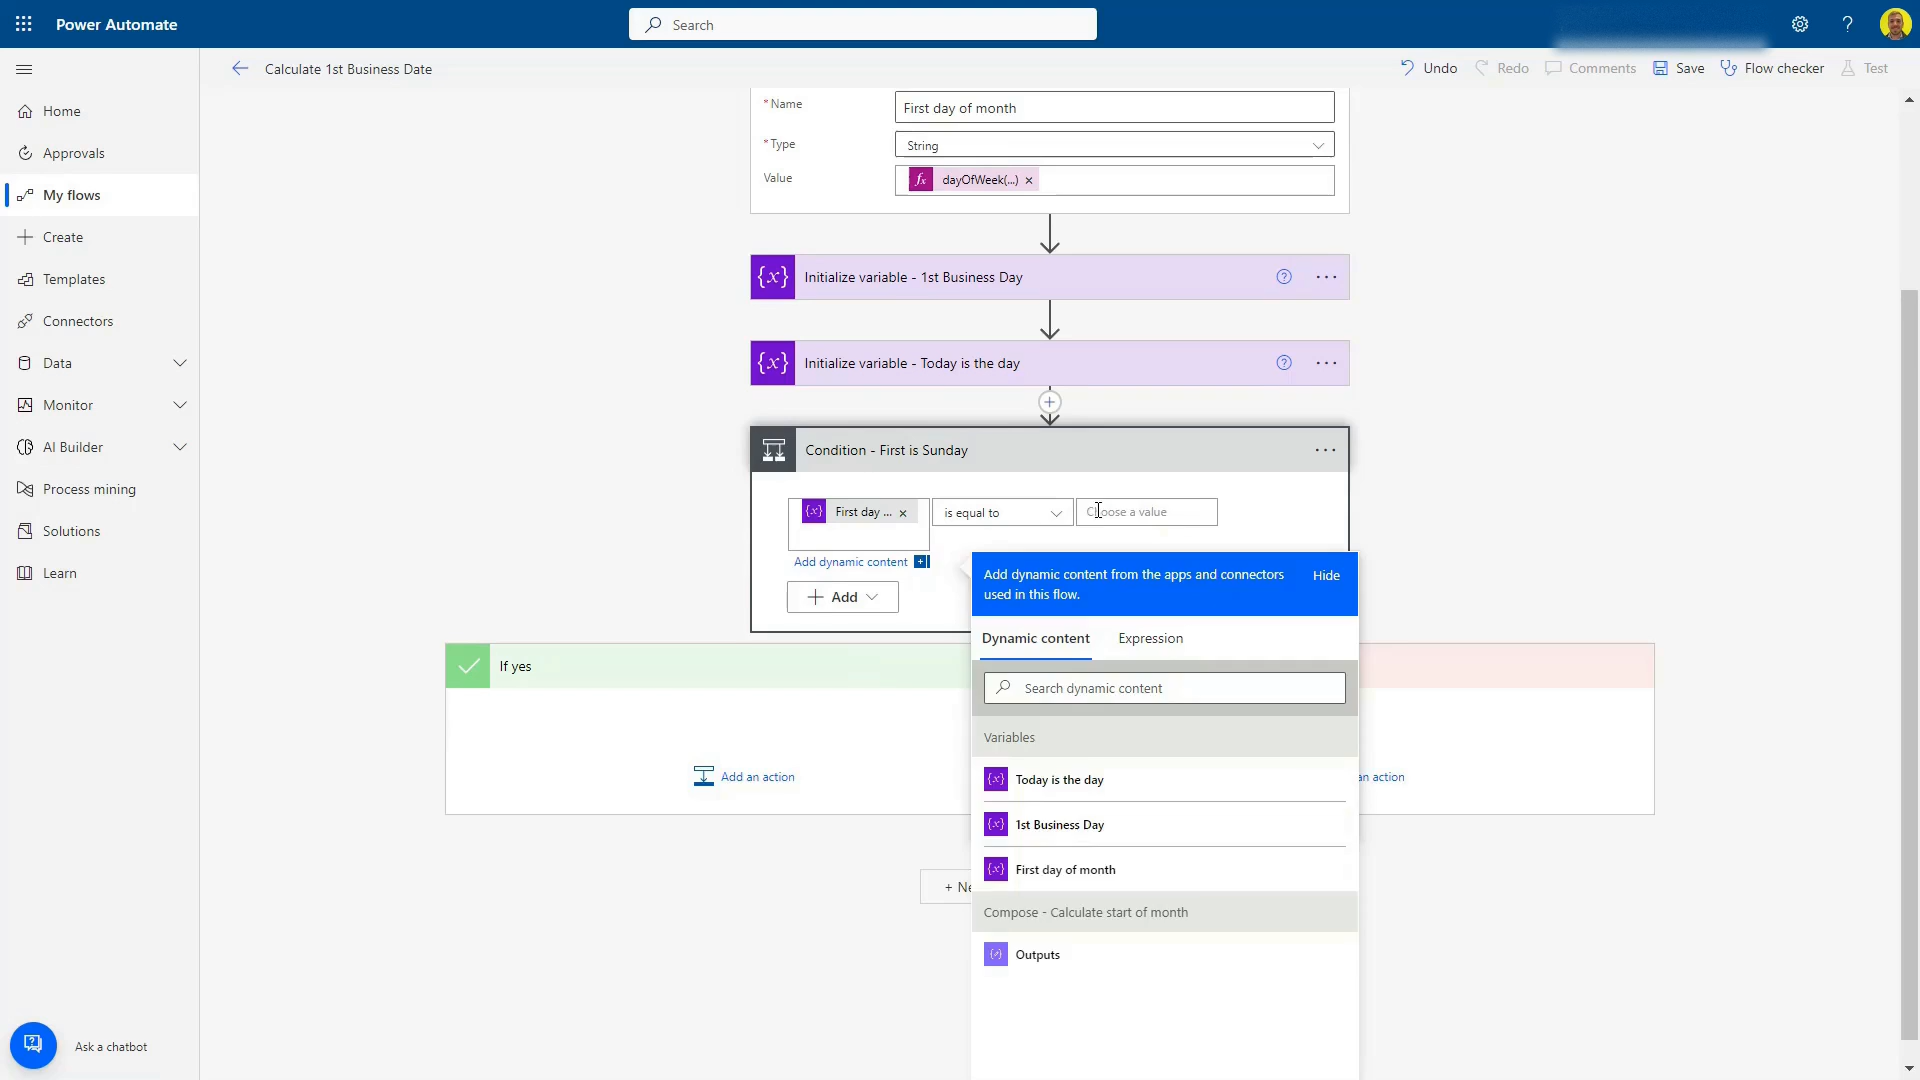 Power Automate
Search
Calculate 1st Business Date
Undo
Redo
Comments
Save
Flow checker
Test
Home
Approvals
My flows
Create
Templates
Connectors
Data
Monitor
AI Builder
Process mining
Solutions
Learn
Ask a chatbot
* Name
First day of month
* Type
String
Value
fx dayOfWeek(...) ×
{x} Initialize variable - 1st Business Day
{x} Initialize variable - Today is the day
Condition - First is Sunday
{x} First day ... ×
is equal to
Choose a value
Add dynamic content
+ Add
Add dynamic content from the apps and connectors
used in this flow.
Hide
Dynamic content
Expression
Search dynamic content
Variables
{x} Today is the day
{x} 1st Business Day
{x} First day of month
Compose - Calculate start of month
Outputs
If yes
Add an action
an action
+ Ne